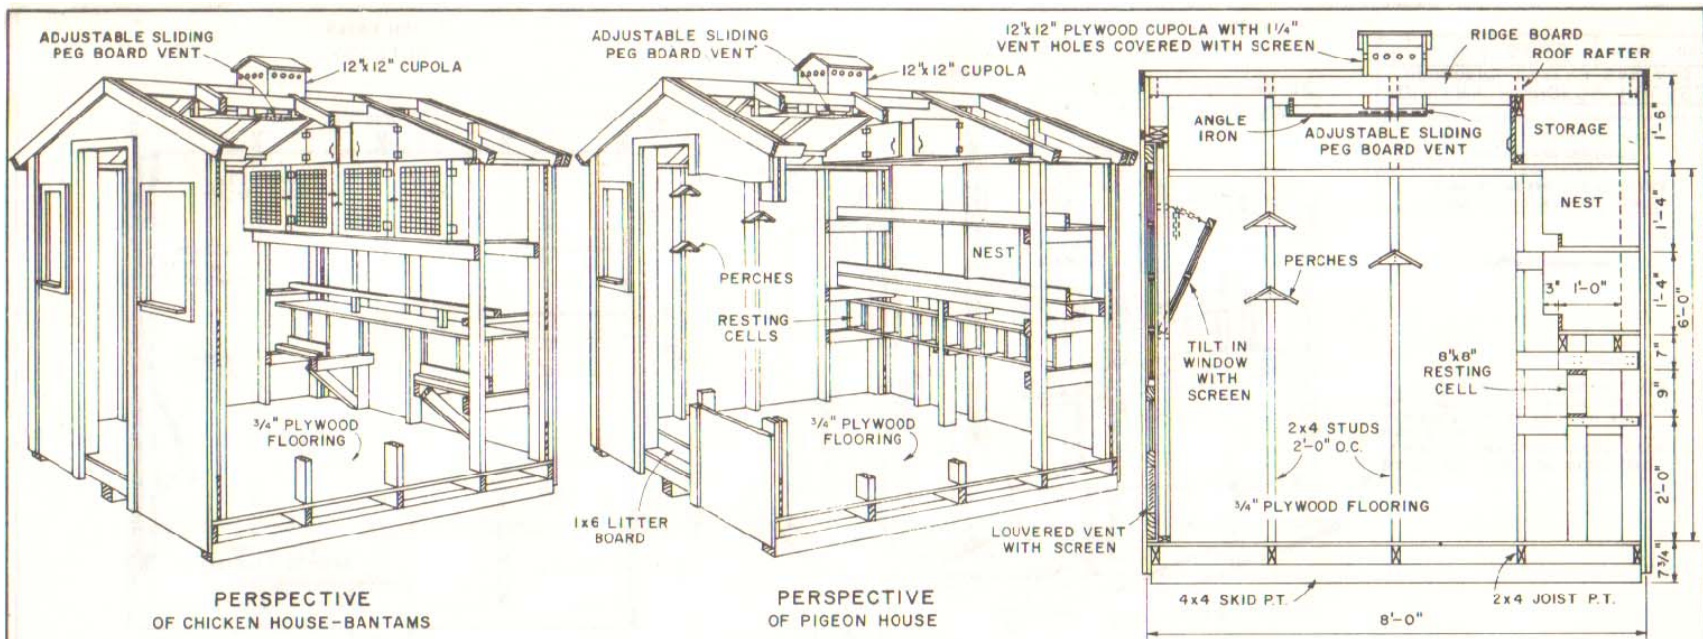 ADJUSTABLE SLIDING
PEG BOARD VENT
12"x12" CUPOLA
3/4" PLYWOOD
FLOORING
PERSPECTIVE
OF CHICKEN HOUSE-BANTAMS
ADJUSTABLE SLIDING
PEG BOARD VENT
12"x12" CUPOLA
PERCHES
NEST
RESTING
CELLS
3/4" PLYWOOD
FLOORING
1x6 LITTER
BOARD
PERSPECTIVE
OF PIGEON HOUSE
12"x12" PLYWOOD CUPOLA WITH 1 1/4"
VENT HOLES COVERED WITH SCREEN
RIDGE BOARD
ROOF RAFTER
ANGLE
IRON
ADJUSTABLE SLIDING
PEG BOARD VENT
STORAGE
1'-6"
NEST
1'-4"
PERCHES
3"
1'-0"
1'-4"
6'-0"
TILT IN
WINDOW
WITH
SCREEN
8"x8"
RESTING
CELL
7"
9"
2x4 STUDS
2'-0" O.C.
3/4" PLYWOOD FLOORING
2'-0"
LOUVERED VENT
WITH SCREEN
7 3/4"
4x4 SKID P.T.
2x4 JOIST P.T.
8'-0"